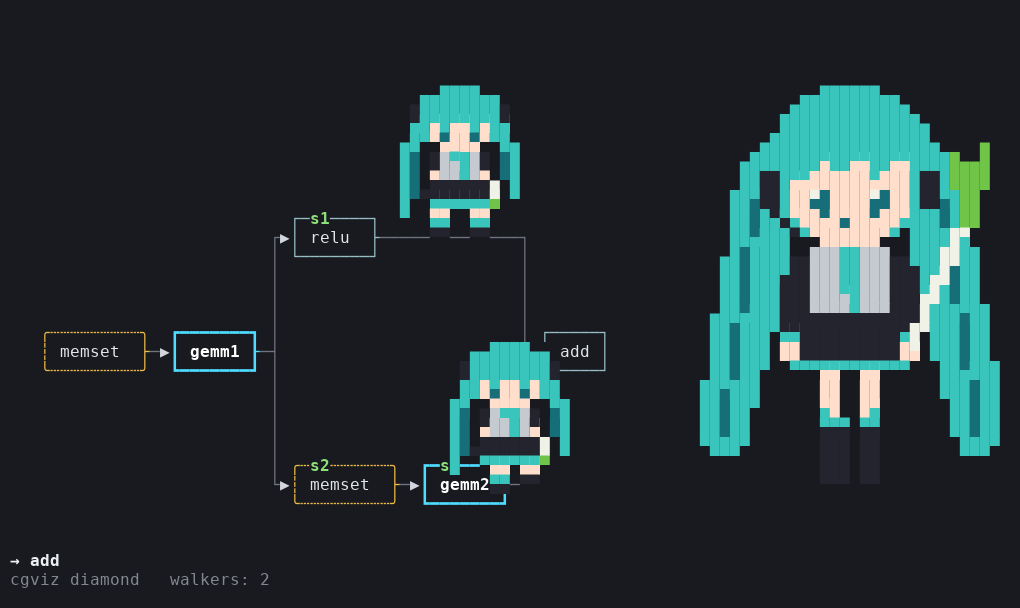 s1
relu
memset
gemm1
add
s2
s
memset
gemm2
→ add
cgviz diamond walkers: 2